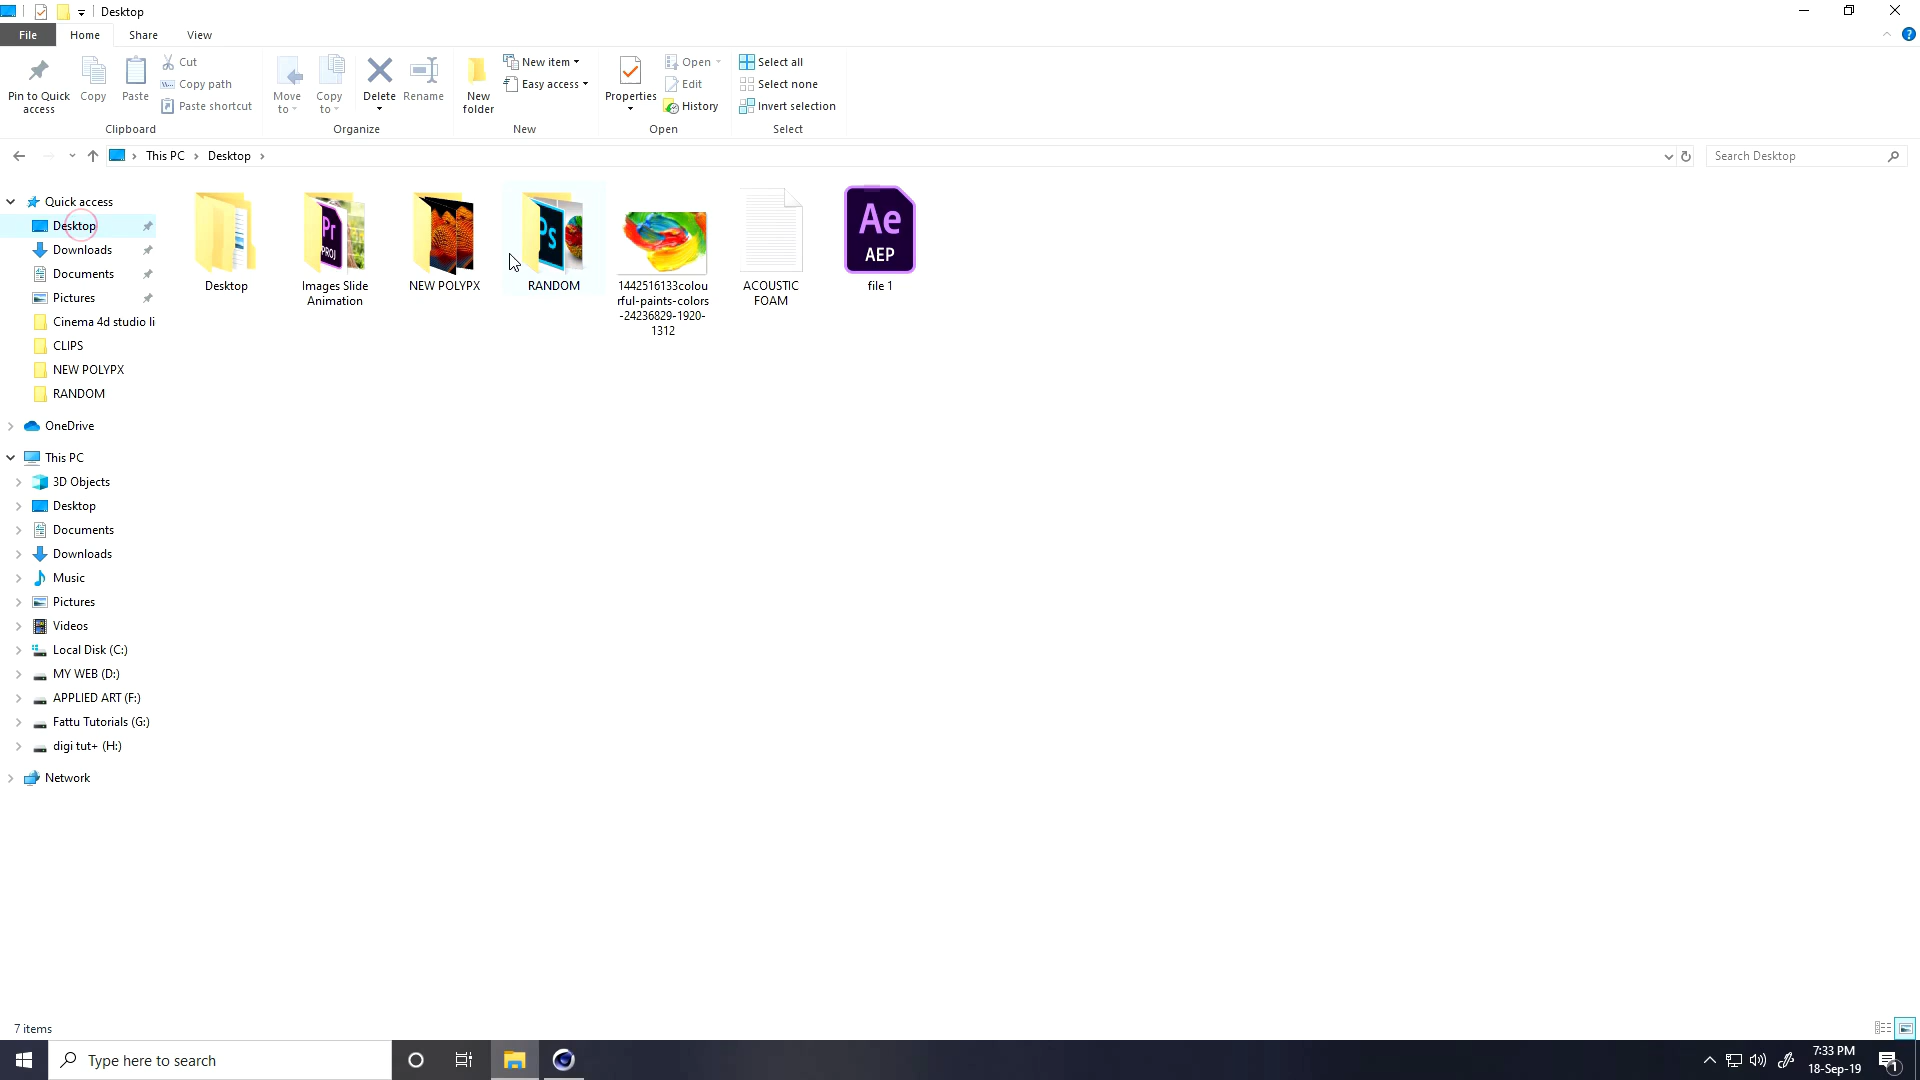 Desktop
File
Home
Share
View
Pin to Quick access
Copy
Paste
Cut
Copy path
Paste shortcut
Clipboard
Move to
Copy to
Delete
Rename
Organize
New folder
New item
Easy access
New
Properties
Open
Edit
History
Open
Select all
Select none
Invert selection
Select
This PC
Desktop
Search Desktop
Quick access
Desktop
Downloads
Documents
Pictures
Cinema 4d studio li
CLIPS
NEW POLYPX
RANDOM
OneDrive
This PC
3D Objects
Desktop
Documents
Downloads
Music
Pictures
Videos
Local Disk (C:)
MY WEB (D:)
APPLIED ART (F:)
Fattu Tutorials (G:)
digi tut+ (H:)
Network
Desktop
Pr
PROJ
Images Slide
Animation
NEW POLYPX
Ps
RANDOM
1442516133colou
rful-paints-colors
-24236829-1920-
1312
ACOUSTIC
FOAM
Ae
AEP
file 1
7 items
Type here to search
7:33 PM
18-Sep-19
1